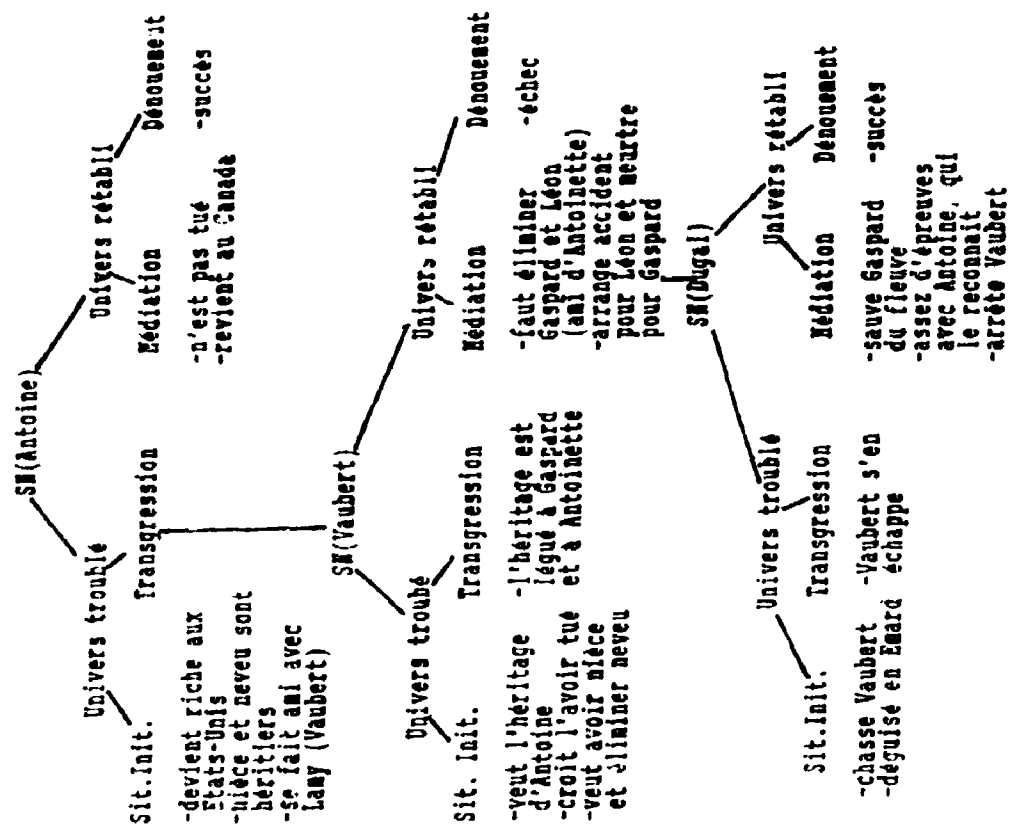 SN(Antoine)
Univers troublé
Univers rétabli
Sit.Init.
Transgression
Médiation
Dénouement
-devient riche aux
Etats-Unis
-nièce et neveu sont
héritiers
-se fait ami avec
Lamy (Vaubert)
-n'est pas tué
-revient au Canada
-succès
SN(Vaubert)
Univers troubé
Univers rétabli
Sit. Init.
Transgression
Médiation
Dénouement
-veut l'héritage
d'Antoine
-croit l'avoir tué
-veut avoir nièce
et éliminer neveu
-l'héritage est
légué à Gaspard
et à Antoinette
-faut éliminer
Gaspard et Léon
(ami d'Antoinette)
-arrange accident
pour Léon et meurtre
pour Gaspard
-échec
SN(Dugal)
Univers troublé
Univers rétabli
Sit.Init.
Transgression
Médiation
Dénouement
-chasse Vaubert
-déguisé en Emard
-Vaubert s'en
échappe
-sauve Gaspard
du fleuve
-assez d'épreuves
avec Antoine, qui
le reconnait
-arrête Vaubert
-succès